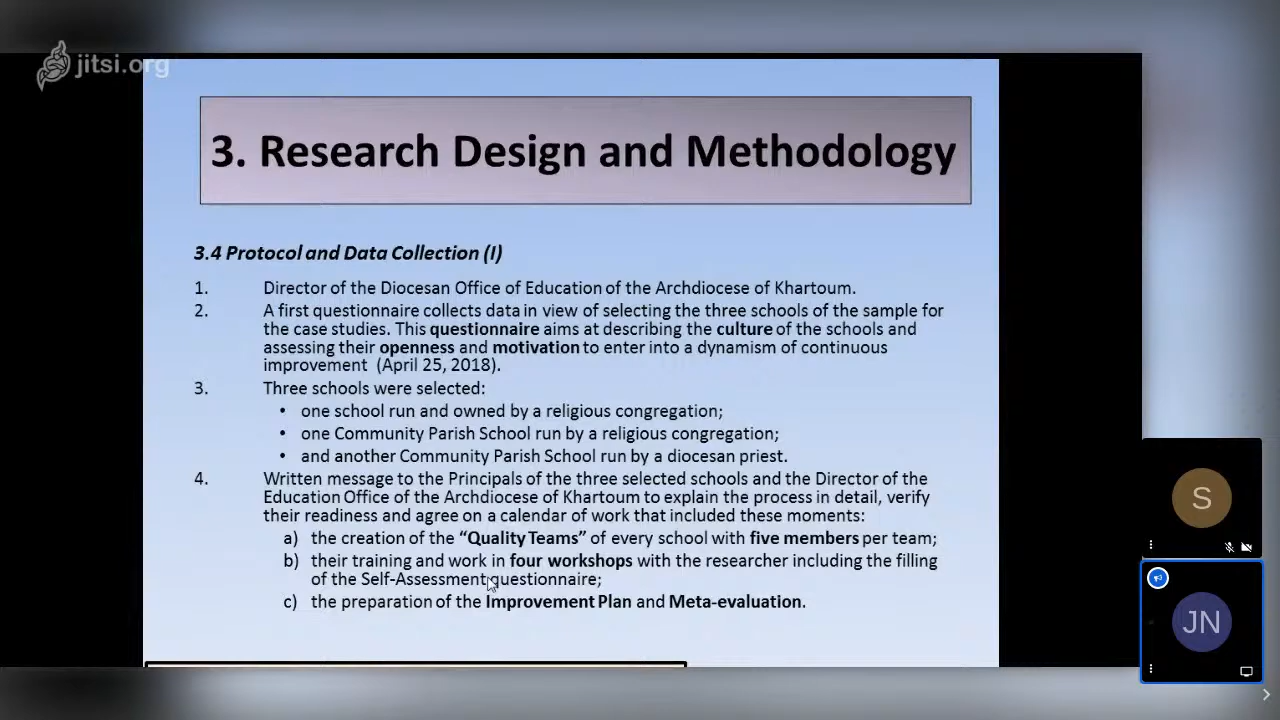 jitsi.org
3. Research Design and Methodology
3.4 Protocol and Data Collection (I)
1. Director of the Diocesan Office of Education of the Archdiocese of Khartoum.
2. A first questionnaire collects data in view of selecting the three schools of the sample for
the case studies. This questionnaire aims at describing the culture of the schools and
assessing their openness and motivation to enter into a dynamism of continuous
improvement (April 25, 2018).
3. Three schools were selected:
• one school run and owned by a religious congregation;
• one Community Parish School run by a religious congregation;
• and another Community Parish School run by a diocesan priest.
4. Written message to the Principals of the three selected schools and the Director of the
Education Office of the Archdiocese of Khartoum to explain the process in detail, verify
their readiness and agree on a calendar of work that included these moments:
a) the creation of the “Quality Teams” of every school with five members per team;
b) their training and work in four workshops with the researcher including the filling
of the Self-Assessment questionnaire;
c) the preparation of the Improvement Plan and Meta-evaluation.
S
JN